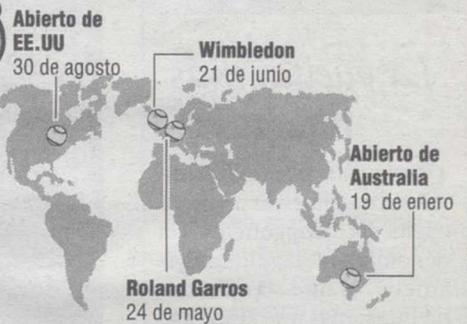 Abierto de
EE.UU
30 de agosto
Wimbledon
21 de junio
Abierto de
Australia
19 de enero
Roland Garros
24 de mayo